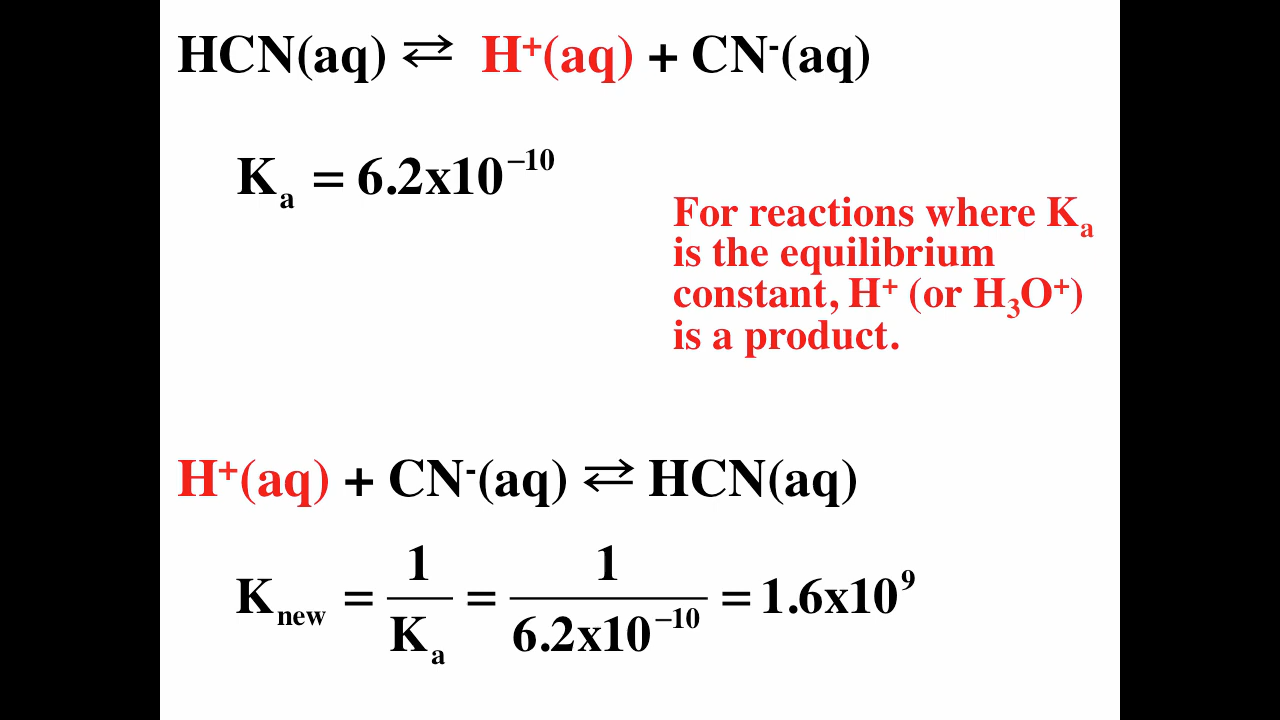 HCN(aq) ⇄ H⁺(aq) + CN⁻(aq)
Kₐ = 6.2x10⁻¹⁰
For reactions where Kₐ
is the equilibrium
constant, H⁺ (or H₃O⁺)
is a product.
H⁺(aq) + CN⁻(aq) ⇄ HCN(aq)
K_new = 1/Kₐ = 1/6.2x10⁻¹⁰ = 1.6x10⁹